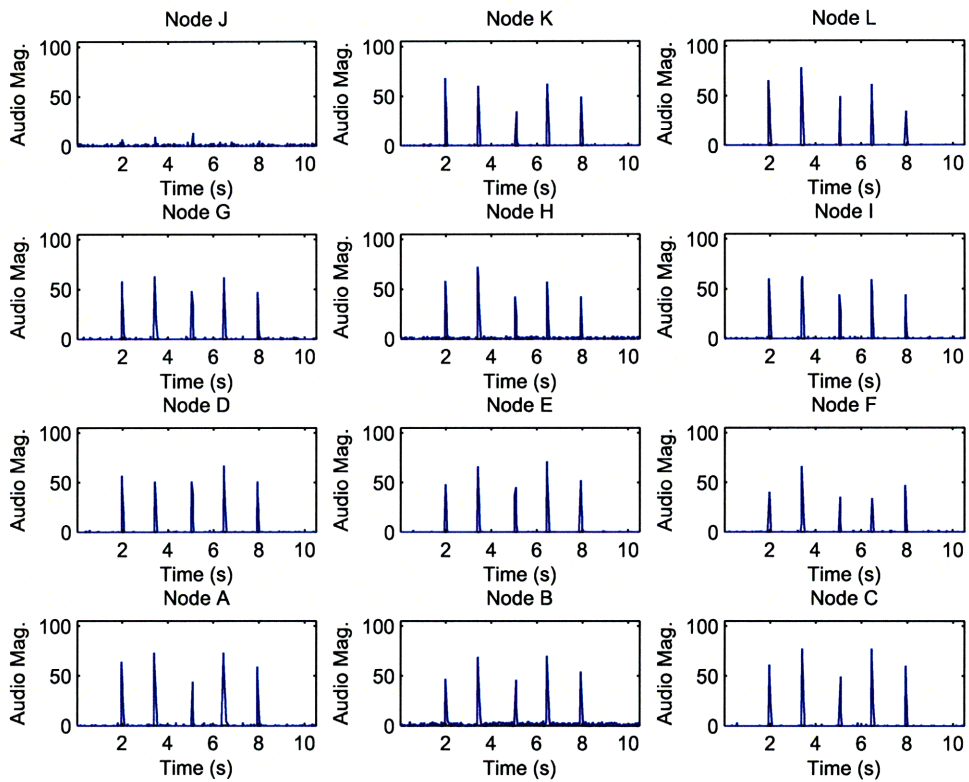 Node J Node K Node L
Audio Mag. 100 50 0 Audio Mag. 100 50 0 Audio Mag. 100 50 0
2 4 6 8 10 2 4 6 8 10 2 4 6 8 10
Time (s) Time (s) Time (s)
Node G Node H Node I
Audio Mag. 100 50 0 Audio Mag. 100 50 0 Audio Mag. 100 50 0
2 4 6 8 10 2 4 6 8 10 2 4 6 8 10
Time (s) Time (s) Time (s)
Node D Node E Node F
Audio Mag. 100 50 0 Audio Mag. 100 50 0 Audio Mag. 100 50 0
2 4 6 8 10 2 4 6 8 10 2 4 6 8 10
Time (s) Time (s) Time (s)
Node A Node B Node C
Audio Mag. 100 50 0 Audio Mag. 100 50 0 Audio Mag. 100 50 0
2 4 6 8 10 2 4 6 8 10 2 4 6 8 10
Time (s) Time (s) Time (s)